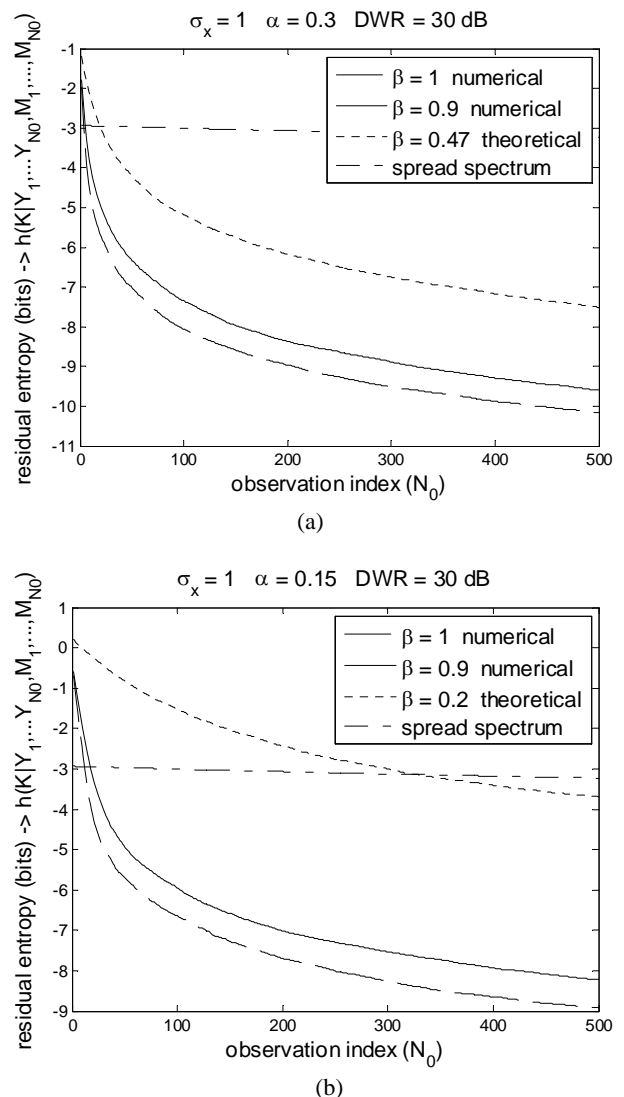 σx = 1 α = 0.3 DWR = 30 dB
residual entropy (bits) -> h(K|Y1,...YN0,M1,...,MN0)
-1
-2
-3
-4
-5
-6
-7
-8
-9
-10
-11
β = 1 numerical
β = 0.9 numerical
β = 0.47 theoretical
spread spectrum
0 100 200 300 400 500
observation index (N0)
(a)
σx = 1 α = 0.15 DWR = 30 dB
residual entropy (bits) -> h(K|Y1,...YN0,M1,...,MN0)
1
0
-1
-2
-3
-4
-5
-6
-7
-8
-9
β = 1 numerical
β = 0.9 numerical
β = 0.2 theoretical
spread spectrum
0 100 200 300 400 500
observation index (N0)
(b)